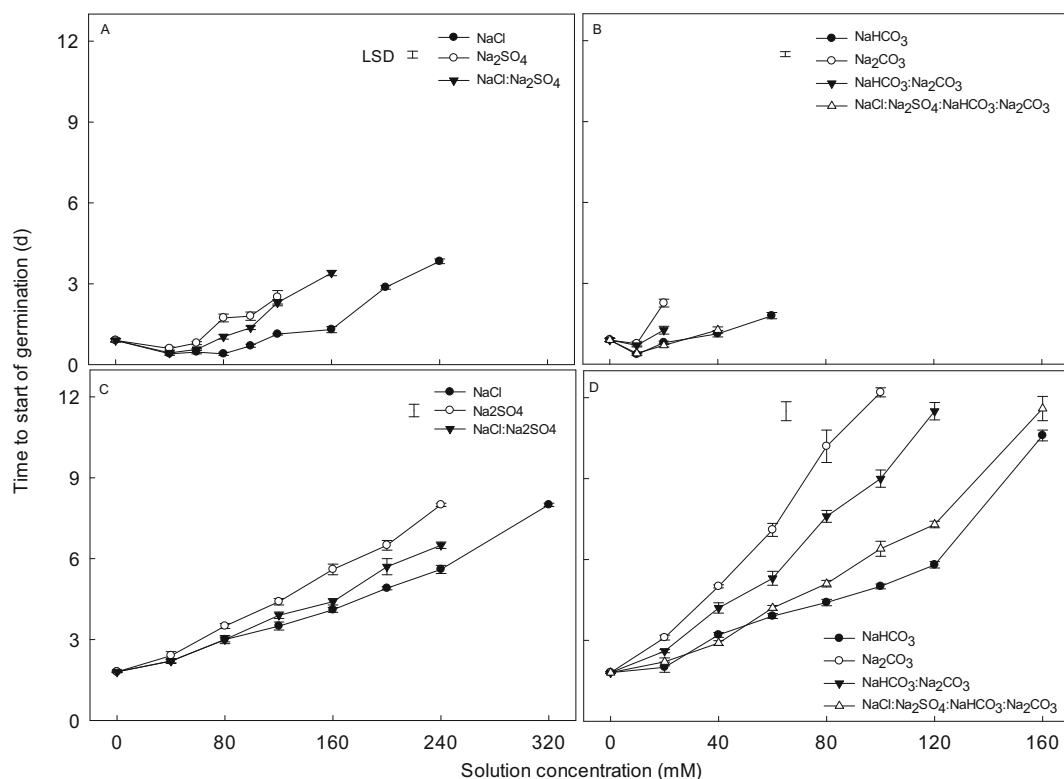 A
LSD
NaCl
Na2SO4
NaCl:Na2SO4
B
NaHCO3
Na2CO3
NaHCO3:Na2CO3
NaCl:Na2SO4:NaHCO3:Na2CO3
12
9
6
3
0
C
NaCl
Na2SO4
NaCl:Na2SO4
D
NaHCO3
Na2CO3
NaHCO3:Na2CO3
NaCl:Na2SO4:NaHCO3:Na2CO3
12
9
6
3
0
Time to start of germination (d)
0 80 160 240 320
0 40 80 120 160
Solution concentration (mM)